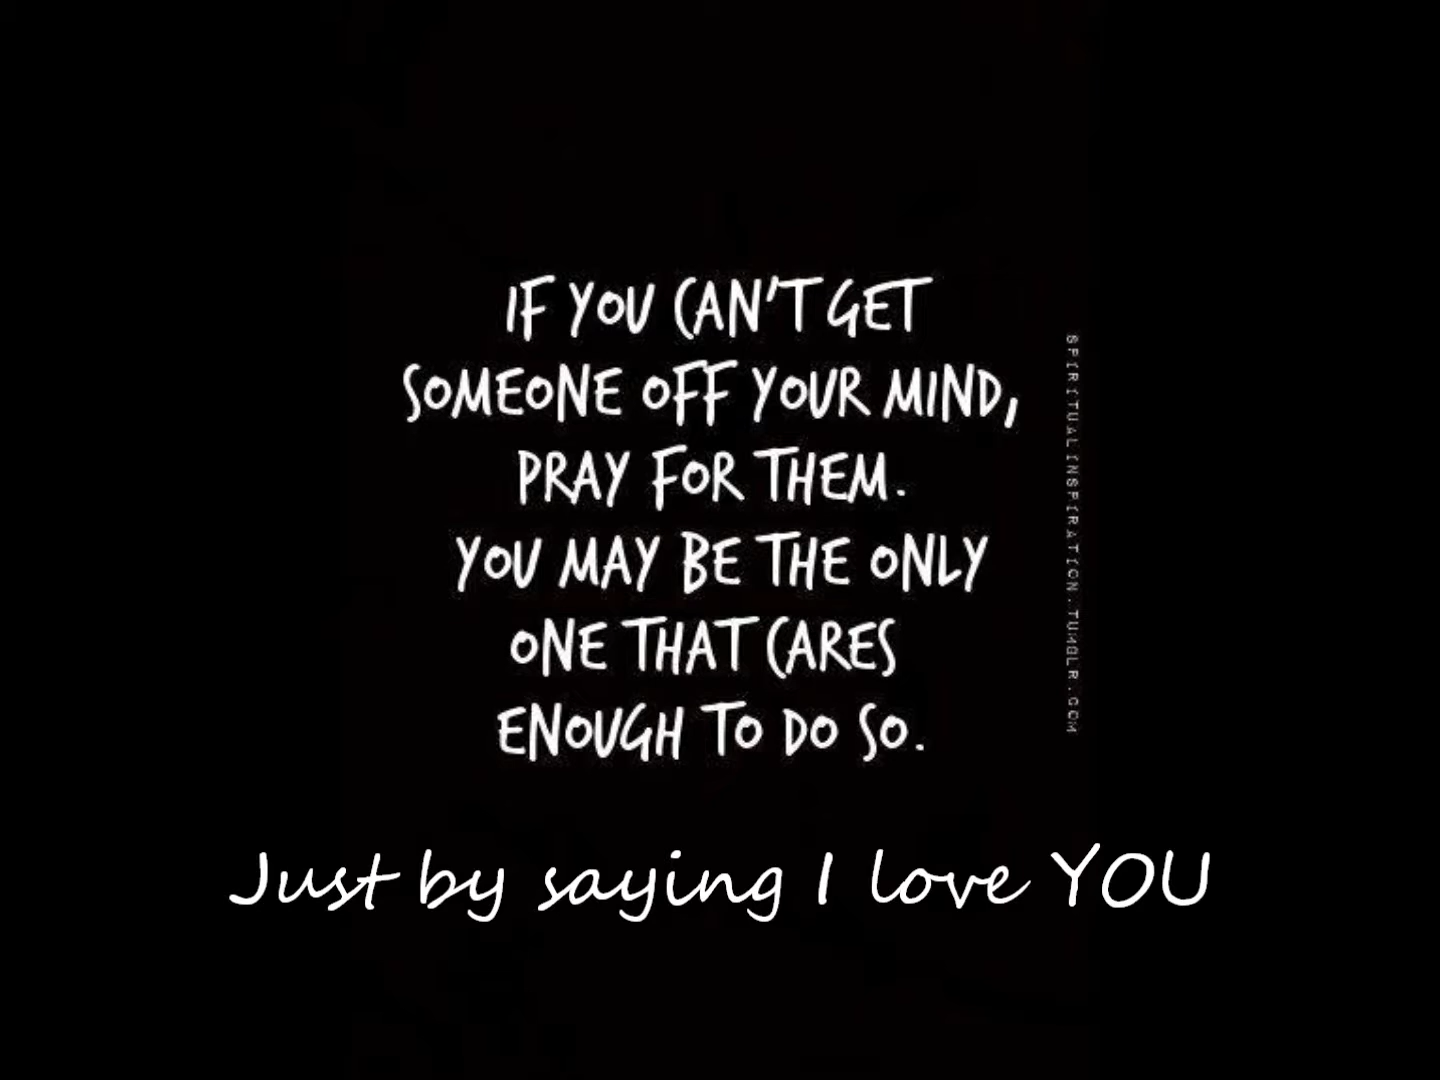 IF YOU CAN'T GET
SOMEONE OFF YOUR MIND,
PRAY FOR THEM.
YOU MAY BE THE ONLY
ONE THAT CARES
ENOUGH TO DO SO.
SPIRITUALINSPIRATION.TUMBLR.COM
Just by saying I love YOU